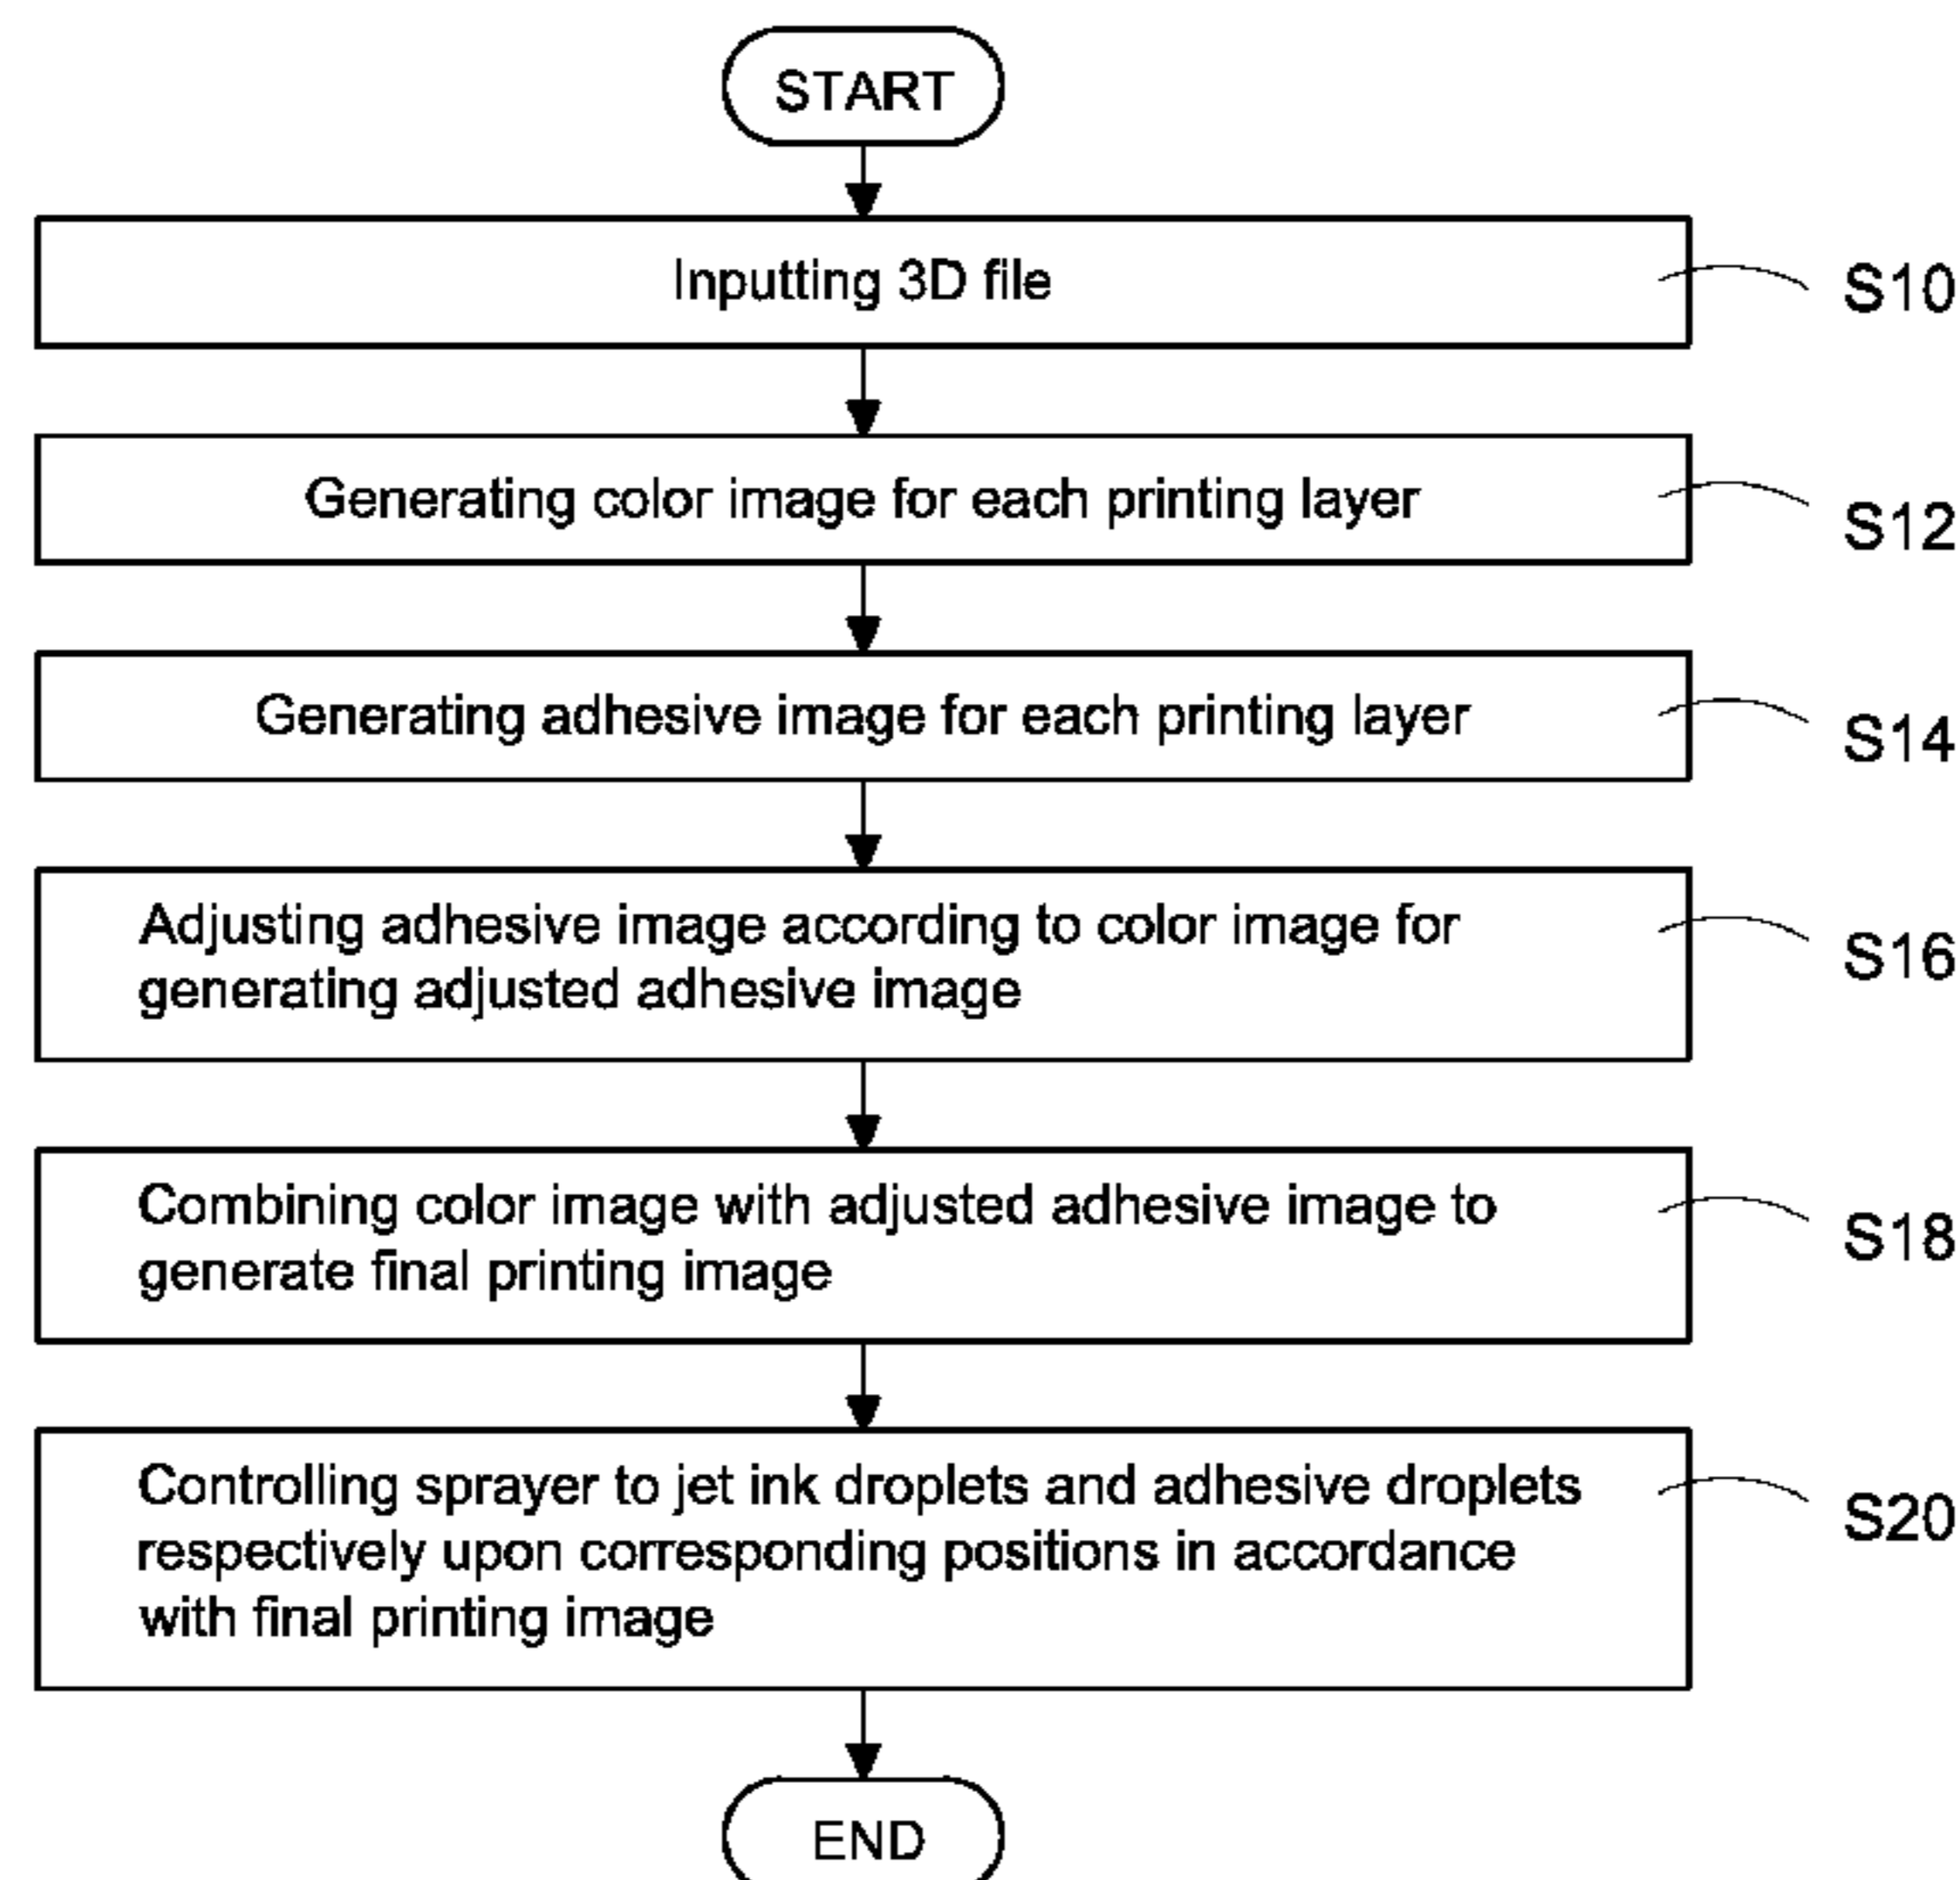 START
Inputting 3D file
S10
Generating color image for each printing layer
S12
Generating adhesive image for each printing layer
S14
Adjusting adhesive image according to color image for
generating adjusted adhesive image
S16
Combining color image with adjusted adhesive image to
generate final printing image
S18
Controlling sprayer to jet ink droplets and adhesive droplets
respectively upon corresponding positions in accordance
with final printing image
S20
END